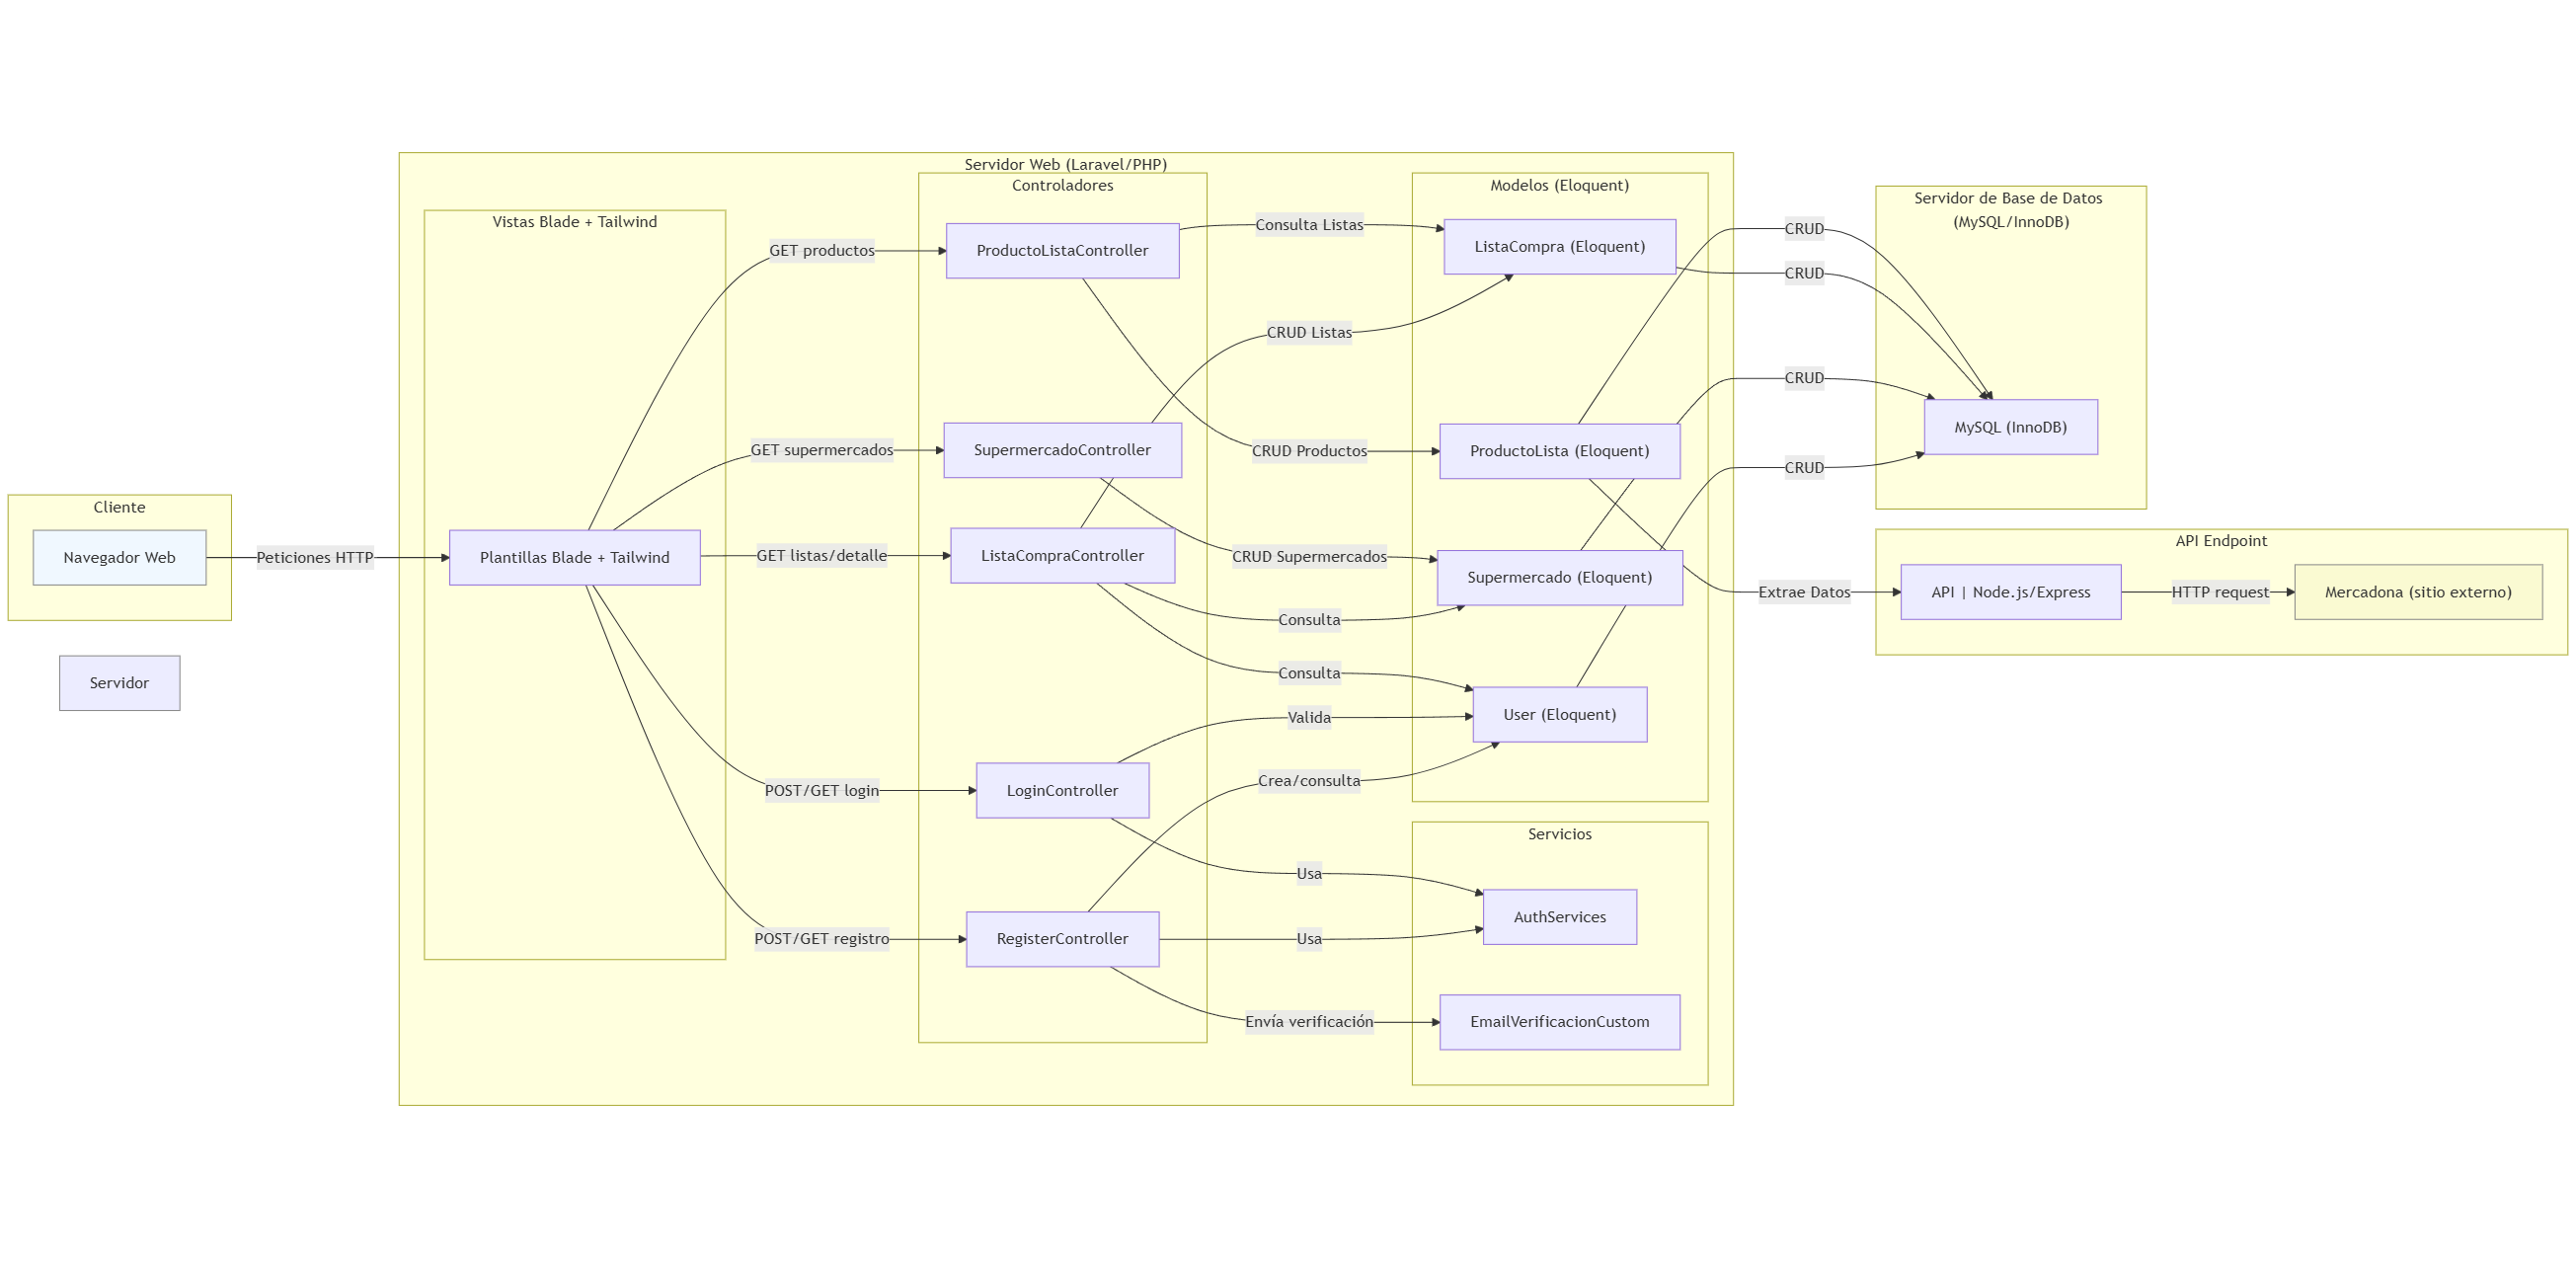 Cliente
Navegador Web
Servidor
Peticiones HTTP
Servidor Web (Laravel/PHP)
Vistas Blade + Tailwind
Plantillas Blade + Tailwind
GET productos
GET supermercados
GET listas/detalle
POST/GET login
POST/GET registro
Controladores
ProductoListaController
SupermercadoController
ListaCompraController
LoginController
RegisterController
Consulta Listas
CRUD Listas
CRUD Productos
CRUD Supermercados
Consulta
Consulta
Valida
Crea/consulta
Usa
Usa
Envía verificación
Modelos (Eloquent)
ListaCompra (Eloquent)
ProductoLista (Eloquent)
Supermercado (Eloquent)
User (Eloquent)
Servicios
AuthServices
EmailVerificacionCustom
CRUD
CRUD
CRUD
CRUD
Extrae Datos
Servidor de Base de Datos
(MySQL/InnoDB)
MySQL (InnoDB)
API Endpoint
API | Node.js/Express
HTTP request
Mercadona (sitio externo)